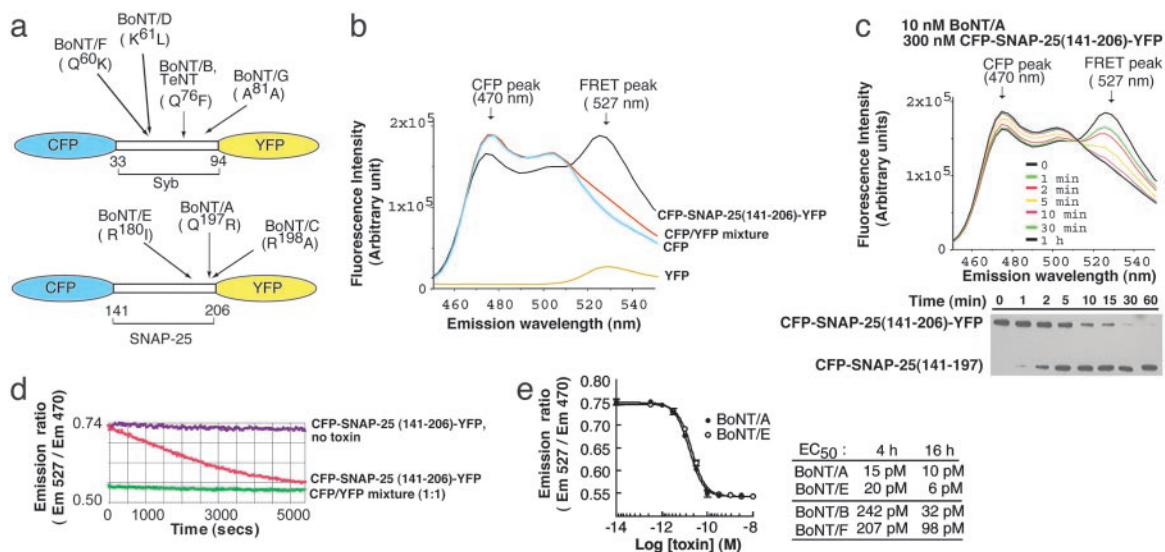 a
BoNT/D
( K61L)
BoNT/F
( Q60K)
BoNT/B,
TeNT
( Q76F)
BoNT/G
( A81A)
CFP
YFP
33
94
Syb
BoNT/E
( R180I)
BoNT/A
( Q197R)
BoNT/C
(R198A)
CFP
YFP
141
206
SNAP-25
b
CFP peak
(470 nm)
FRET peak
( 527 nm)
Fluorescence Intensity
(Arbitrary unit)
2x10^5
1x10^5
0
CFP-SNAP-25(141-206)-YFP
CFP/YFP mixture
CFP
YFP
460 480 500 520 540
Emission wavelength (nm)
c
10 nM BoNT/A
300 nM CFP-SNAP-25(141-206)-YFP
CFP peak
(470 nm)
FRET peak
( 527 nm)
Fluorescence Intensity
(Arbitrary units)
2x10^5
1x10^5
0
0
1 min
2 min
5 min
10 min
30 min
1 h
460 480 500 520 540
Emission wavelength (nm)
Time (min) 0 1 2 5 10 15 30 60
CFP-SNAP-25(141-206)-YFP
CFP-SNAP-25(141-197)
d
Emission ratio
( Em 527 / Em 470)
0.74
0.50
CFP-SNAP-25 (141-206)-YFP,
no toxin
CFP-SNAP-25 (141-206)-YFP
CFP/YFP mixture (1:1)
0 1000 3000 5000
Time (secs)
e
Emission ratio
( Em 527 / Em 470)
0.80
0.75
0.70
0.65
0.60
0.55
BoNT/A
BoNT/E
-14 -12 -10 -8
Log [toxin] (M)
EC50 : 4 h 16 h
BoNT/A 15 pM 10 pM
BoNT/E 20 pM 6 pM
BoNT/B 242 pM 32 pM
BoNT/F 207 pM 98 pM